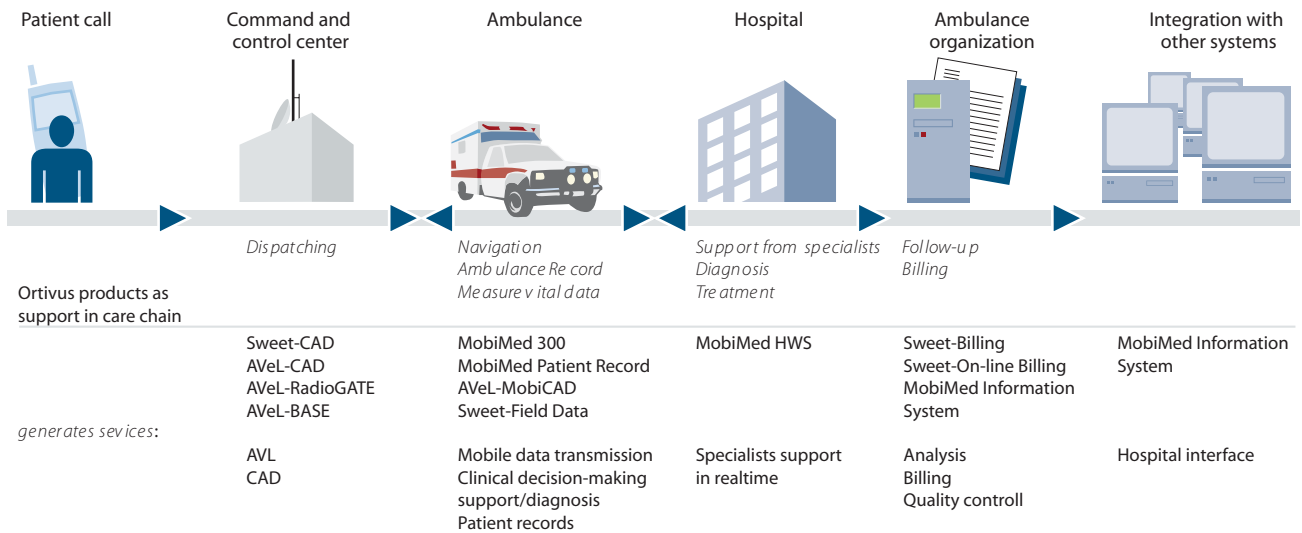 Patient call
Command and
control center
Ambulance
Hospital
Ambulance
organization
Integration with
other systems
Dispatching
Navigation
Ambulance Record
Measure vital data
Support from specialists
Diagnosis
Treatment
Follow-up
Billing
Ortivus products as
support in care chain
Sweet-CAD
AVeL-CAD
AVeL-RadioGATE
AVeL-BASE
MobiMed 300
MobiMed Patient Record
AVeL-MobiCAD
Sweet-Field Data
MobiMed HWS
Sweet-Billing
Sweet-On-line Billing
MobiMed Information
System
MobiMed Information
System
generates sevices:
AVL
CAD
Mobile data transmission
Clinical decision-making
support/diagnosis
Patient records
Specialists support
in realtime
Analysis
Billing
Quality controll
Hospital interface